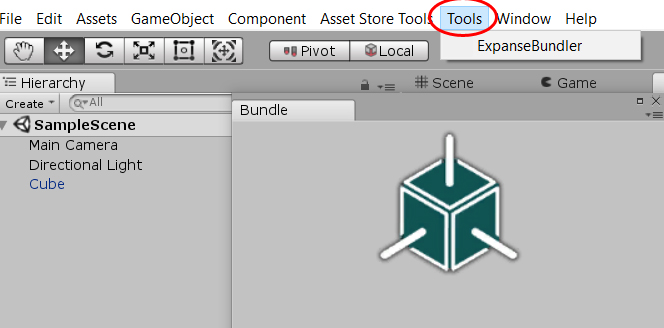 File Edit Assets GameObject Component Asset Store Tools Tools Window Help
ExpanseBundler
Pivot Local
Hierarchy Scene Game
Create All
Bundle
SampleScene
Main Camera
Directional Light
Cube